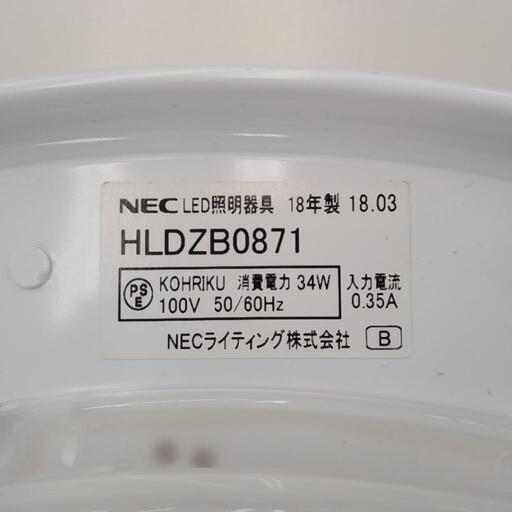 NEC LED照明器具 18年製 18.03
HLDZB0871
PSE KOHRIKU 消費電力 34W 入力電流
100V 50/60Hz 0.35A
NECライティング株式会社 B